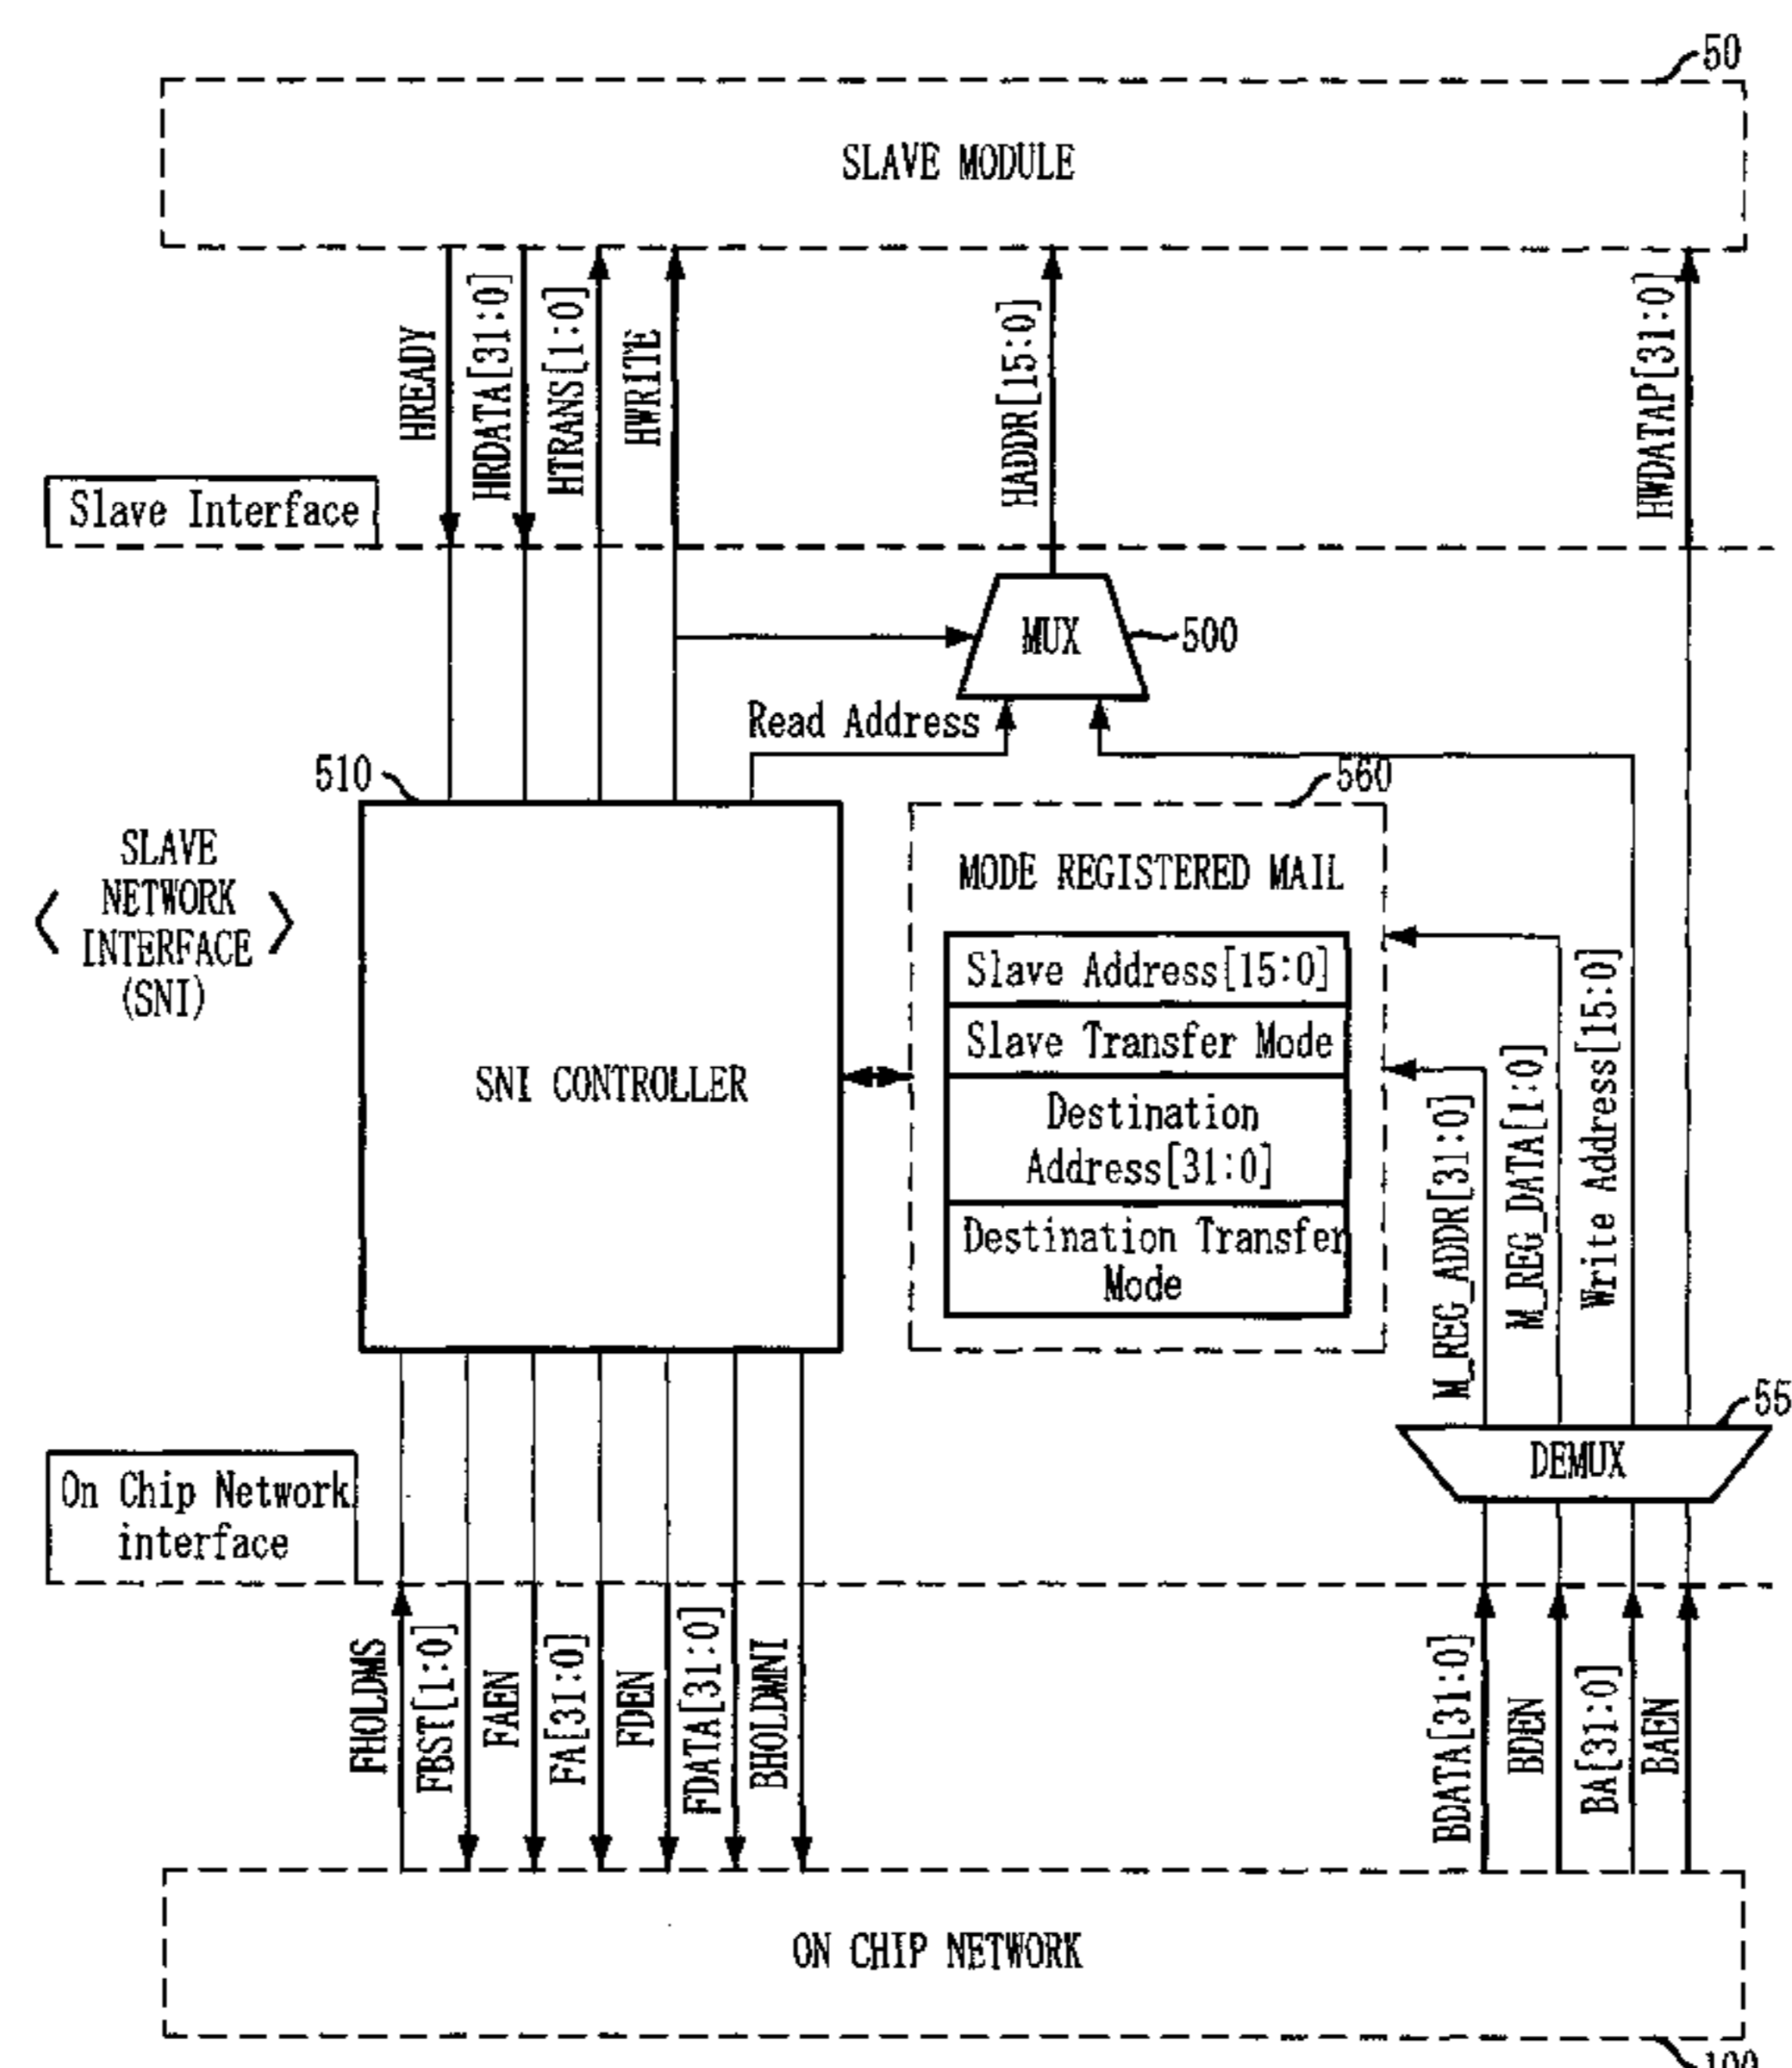 50
SLAVE MODULE
HREADY
HRDATA[31:0]
HTRANS[1:0]
HWRITE
HADDR[15:0]
HWDATAP[31:0]
Slave Interface
MUX
500
Read Address
510
560
SLAVE
NETWORK
INTERFACE
(SNI)
SNI CONTROLLER
MODE REGISTERED MAIL
Slave Address[15:0]
Slave Transfer Mode
Destination
Address[31:0]
Destination Transfer
Mode
M_REG_ADDR[31:0]
M_REG_DATA[1:0]
Write Address[15:0]
55
DEMUX
On Chip Network
interface
FHOLDMS
FBST[1:0]
FAEN
FA[31:0]
FDEN
FDATA[31:0]
BHOLDMNI
BDATA[31:0]
BDEN
BA[31:0]
BAEN
ON CHIP NETWORK
100